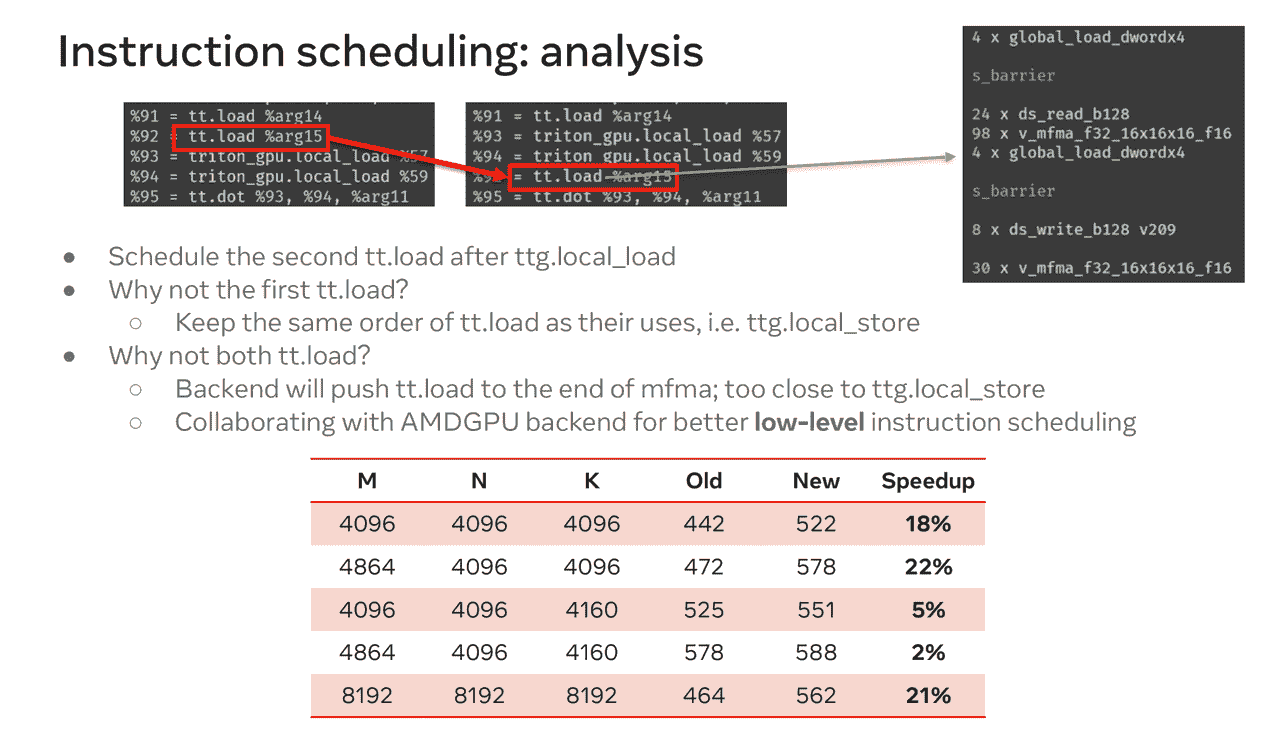 Instruction scheduling: analysis
%91 = tt.load %arg14
%92 = tt.load %arg15
%93 = triton_gpu.local_load %57
%94 = triton_gpu.local_load %59
%95 = tt.dot %93, %94, %arg11
%91 = tt.load %arg14
%93 = triton_gpu.local_load %57
%94 = triton_gpu.local_load %59
= tt.load %arg15
%95 = tt.dot %93, %94, %arg11
4 x global_load_dwordx4
s_barrier
24 x ds_read_b128
98 x v_mfma_f32_16x16x16_f16
4 x global_load_dwordx4
s_barrier
8 x ds_write_b128 v209
30 x v_mfma_f32_16x16x16_f16
● Schedule the second tt.load after ttg.local_load
● Why not the first tt.load?
○ Keep the same order of tt.load as their uses, i.e. ttg.local_store
● Why not both tt.load?
○ Backend will push tt.load to the end of mfma; too close to ttg.local_store
○ Collaborating with AMDGPU backend for better low-level instruction scheduling
M N K Old New Speedup
4096 4096 4096 442 522 18%
4864 4096 4096 472 578 22%
4096 4096 4160 525 551 5%
4864 4096 4160 578 588 2%
8192 8192 8192 464 562 21%